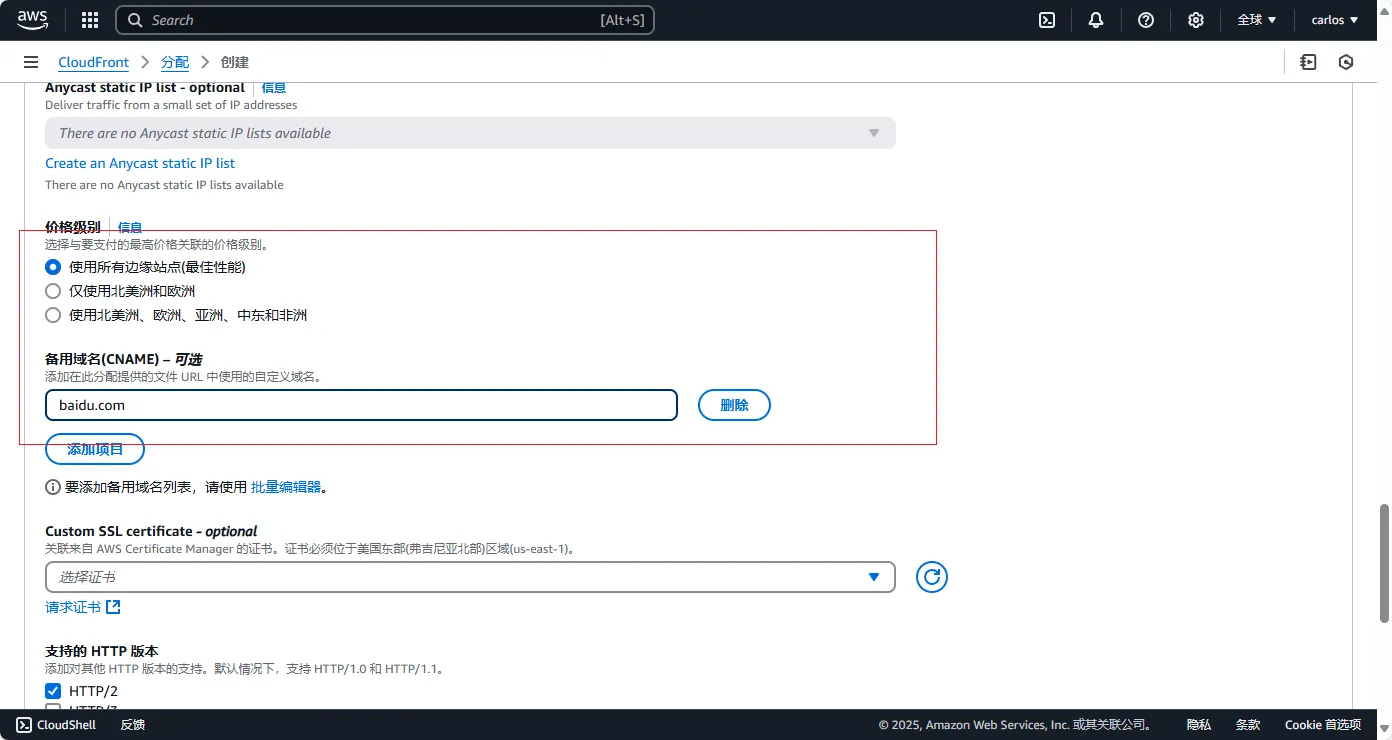 aws
Search [Alt+S] 全球 carlos
CloudFront 分配 创建
Anycast static IP list - optional 信息
Deliver traffic from a small set of IP addresses
There are no Anycast static IP lists available
Create an Anycast static IP list
There are no Anycast static IP lists available
价格级别 信息
选择与要支付的最高价格关联的价格级别。
使用所有边缘站点(最佳性能)
仅使用北美洲和欧洲
使用北美洲、欧洲、亚洲、中东和非洲
备用域名(CNAME) – 可选
添加在此分配提供的文件 URL 中使用的自定义域名。
baidu.com 删除
添加项目
要添加备用域名列表，请使用 批量编辑器。
Custom SSL certificate - optional
关联来自 AWS Certificate Manager 的证书。证书必须位于美国东部(弗吉尼亚北部)区域(us-east-1)。
选择证书
请求证书
支持的 HTTP 版本
添加对其他 HTTP 版本的支持。默认情况下，支持 HTTP/1.0 和 HTTP/1.1。
HTTP/2
CloudShell 反馈 © 2025, Amazon Web Services, Inc. 或其关联公司。 隐私 条款 Cookie 首选项